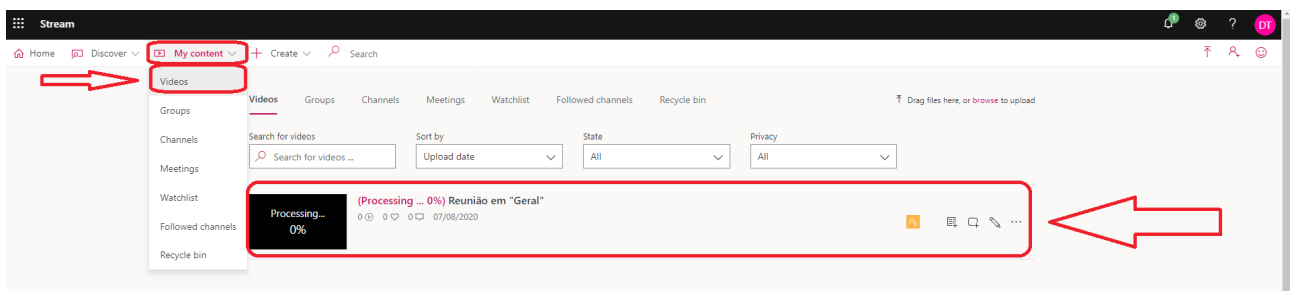 Stream
1
?
DT
Home Discover My content Create Search
Videos
Groups
Channels
Meetings
Watchlist
Followed channels
Recycle bin
Videos Groups Channels Meetings Watchlist Followed channels Recycle bin
Drag files here, or browse to upload
Search for videos Sort by State Privacy
Search for videos ... Upload date All All
Processing...
0%
(Processing ... 0%) Reunião em "Geral"
0 0 0 07/08/2020